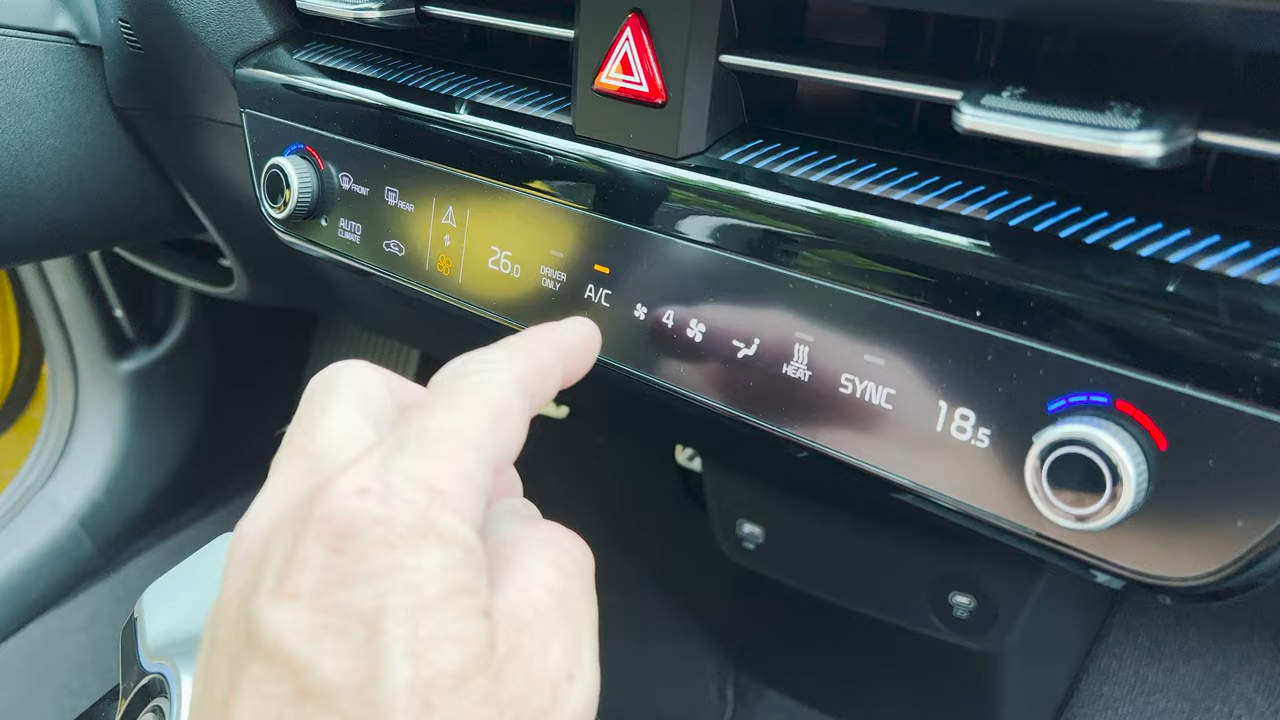 FRONT
REAR
AUTO
CLIMATE
26.0
DRIVER
ONLY
A/C
4
HEAT
SYNC
18.5